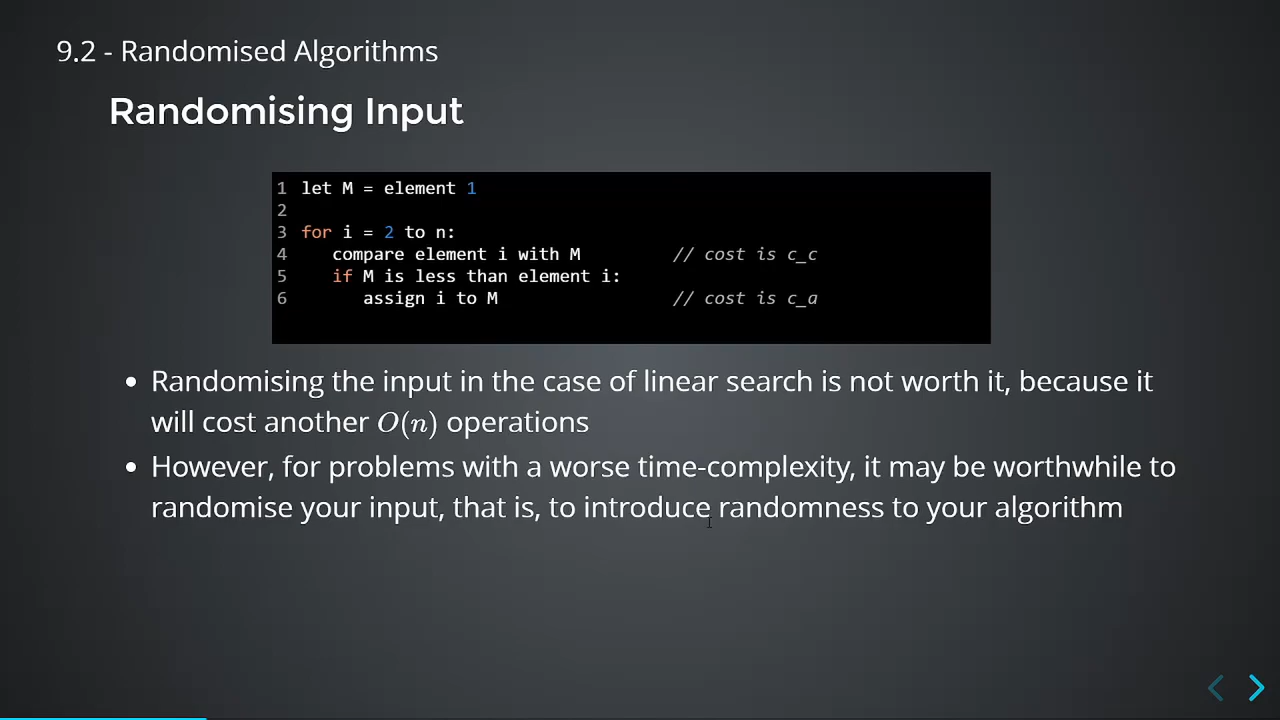 9.2 - Randomised Algorithms
Randomising Input
1 let M = element 1
2
3 for i = 2 to n:
4    compare element i with M         // cost is c_c
5    if M is less than element i:
6       assign i to M                 // cost is c_a
• Randomising the input in the case of linear search is not worth it, because it
will cost another O(n) operations
• However, for problems with a worse time-complexity, it may be worthwhile to
randomise your input, that is, to introduce randomness to your algorithm